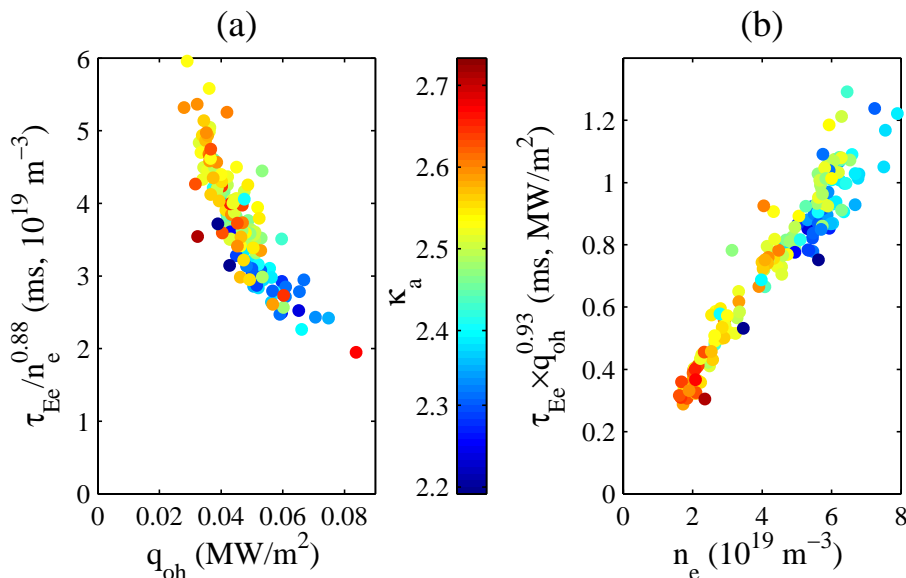 (a)
(b)
6
5
4
3
2
1
0
0 0.02 0.04 0.06 0.08
q_oh (MW/m^2)
τ_Ee/n_e^0.88 (ms, 10^19 m^−3)
κ_a
2.7
2.6
2.5
2.4
2.3
2.2
τ_Ee×q_oh^0.93 (ms, MW/m^2)
1.2
1
0.8
0.6
0.4
0.2
0
0 2 4 6 8
n_e (10^19 m^−3)